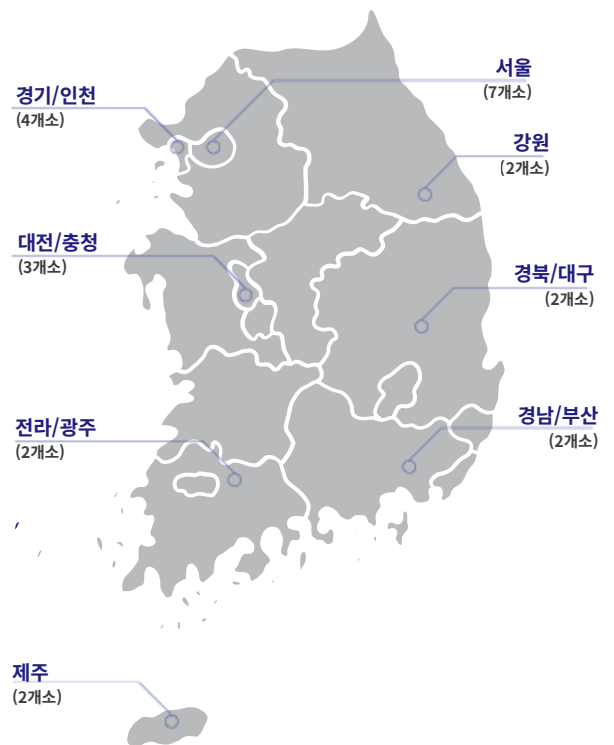 서울
(7개소)
경기/인천
(4개소)
강원
(2개소)
대전/충청
(3개소)
경북/대구
(2개소)
경남/부산
(2개소)
전라/광주
(2개소)
제주
(2개소)